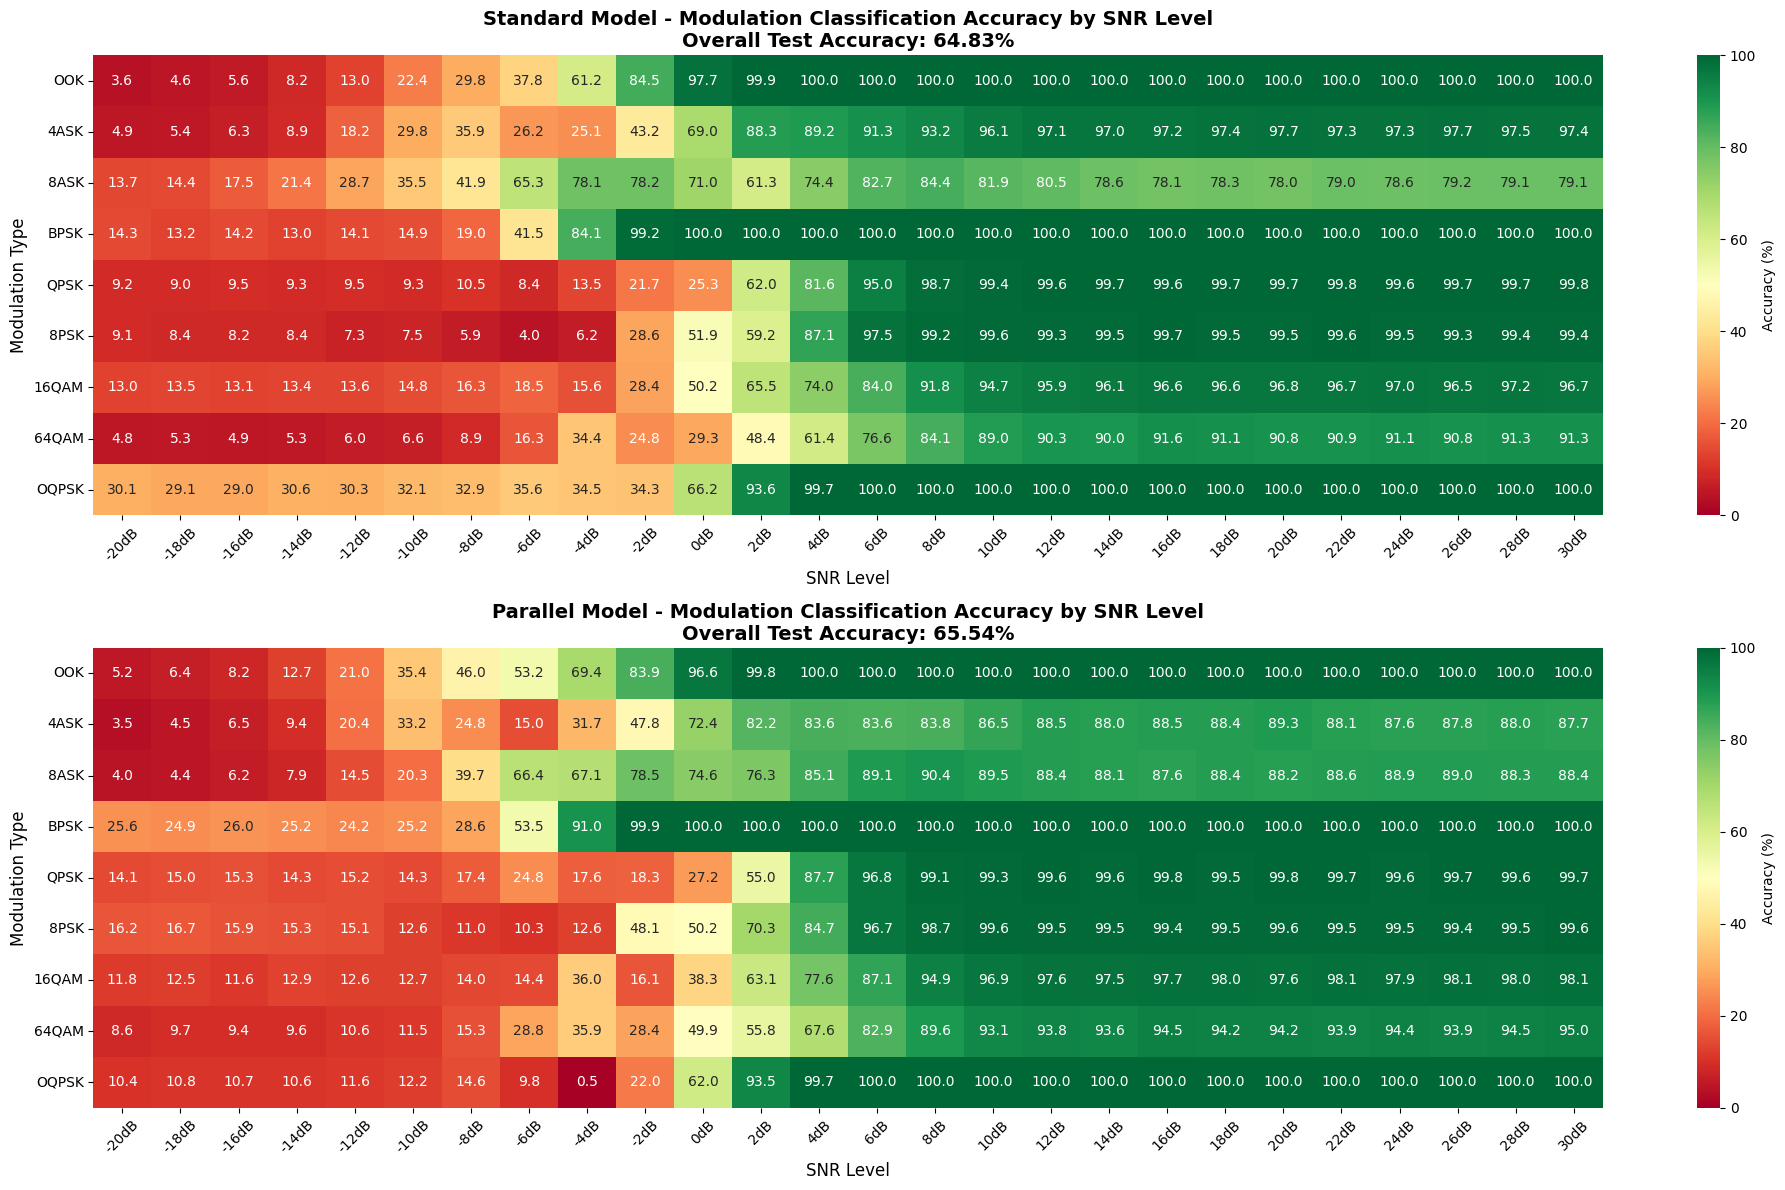 Standard Model - Modulation Classification Accuracy by SNR Level
Overall Test Accuracy: 64.83%
Modulation Type
OOK 3.6 4.6 5.6 8.2 13.0 22.4 29.8 37.8 61.2 84.5 97.7 99.9 100.0 100.0 100.0 100.0 100.0 100.0 100.0 100.0 100.0 100.0 100.0 100.0 100.0 100.0
4ASK 4.9 5.4 6.3 8.9 18.2 29.8 35.9 26.2 25.1 43.2 69.0 88.3 89.2 91.3 93.2 96.1 97.1 97.0 97.2 97.4 97.7 97.3 97.3 97.7 97.5 97.4
8ASK 13.7 14.4 17.5 21.4 28.7 35.5 41.9 65.3 78.1 78.2 71.0 61.3 74.4 82.7 84.4 81.9 80.5 78.6 78.1 78.3 78.0 79.0 78.6 79.2 79.1 79.1
BPSK 14.3 13.2 14.2 13.0 14.1 14.9 19.0 41.5 84.1 99.2 100.0 100.0 100.0 100.0 100.0 100.0 100.0 100.0 100.0 100.0 100.0 100.0 100.0 100.0 100.0 100.0
QPSK 9.2 9.0 9.5 9.3 9.5 9.3 10.5 8.4 13.5 21.7 25.3 62.0 81.6 95.0 98.7 99.4 99.6 99.7 99.6 99.7 99.7 99.8 99.6 99.7 99.7 99.8
8PSK 9.1 8.4 8.2 8.4 7.3 7.5 5.9 4.0 6.2 28.6 51.9 59.2 87.1 97.5 99.2 99.6 99.3 99.5 99.7 99.5 99.5 99.6 99.5 99.3 99.4 99.4
16QAM 13.0 13.5 13.1 13.4 13.6 14.8 16.3 18.5 15.6 28.4 50.2 65.5 74.0 84.0 91.8 94.7 95.9 96.1 96.6 96.6 96.8 96.7 97.0 96.5 97.2 96.7
64QAM 4.8 5.3 4.9 5.3 6.0 6.6 8.9 16.3 34.4 24.8 29.3 48.4 61.4 76.6 84.1 89.0 90.3 90.0 91.6 91.1 90.8 90.9 91.1 90.8 91.3 91.3
OQPSK 30.1 29.1 29.0 30.6 30.3 32.1 32.9 35.6 34.5 34.3 66.2 93.6 99.7 100.0 100.0 100.0 100.0 100.0 100.0 100.0 100.0 100.0 100.0 100.0 100.0 100.0
-20dB -18dB -16dB -14dB -12dB -10dB -8dB -6dB -4dB -2dB 0dB 2dB 4dB 6dB 8dB 10dB 12dB 14dB 16dB 18dB 20dB 22dB 24dB 26dB 28dB 30dB
SNR Level
100
80
60
40
20
0
Accuracy (%)
Parallel Model - Modulation Classification Accuracy by SNR Level
Overall Test Accuracy: 65.54%
Modulation Type
OOK 5.2 6.4 8.2 12.7 21.0 35.4 46.0 53.2 69.4 83.9 96.6 99.8 100.0 100.0 100.0 100.0 100.0 100.0 100.0 100.0 100.0 100.0 100.0 100.0 100.0 100.0
4ASK 3.5 4.5 6.5 9.4 20.4 33.2 24.8 15.0 31.7 47.8 72.4 82.2 83.6 83.6 83.8 86.5 88.5 88.0 88.5 88.4 89.3 88.1 87.6 87.8 88.0 87.7
8ASK 4.0 4.4 6.2 7.9 14.5 20.3 39.7 66.4 67.1 78.5 74.6 76.3 85.1 89.1 90.4 89.5 88.4 88.1 87.6 88.4 88.2 88.6 88.9 89.0 88.3 88.4
BPSK 25.6 24.9 26.0 25.2 24.2 25.2 28.6 53.5 91.0 99.9 100.0 100.0 100.0 100.0 100.0 100.0 100.0 100.0 100.0 100.0 100.0 100.0 100.0 100.0 100.0 100.0
QPSK 14.1 15.0 15.3 14.3 15.2 14.3 17.4 24.8 17.6 18.3 27.2 55.0 87.7 96.8 99.1 99.3 99.6 99.6 99.8 99.5 99.8 99.7 99.6 99.7 99.6 99.7
8PSK 16.2 16.7 15.9 15.3 15.1 12.6 11.0 10.3 12.6 48.1 50.2 70.3 84.7 96.7 98.7 99.6 99.5 99.5 99.4 99.5 99.6 99.5 99.5 99.4 99.5 99.6
16QAM 11.8 12.5 11.6 12.9 12.6 12.7 14.0 14.4 36.0 16.1 38.3 63.1 77.6 87.1 94.9 96.9 97.6 97.5 97.7 98.0 97.6 98.1 97.9 98.1 98.0 98.1
64QAM 8.6 9.7 9.4 9.6 10.6 11.5 15.3 28.8 35.9 28.4 49.9 55.8 67.6 82.9 89.6 93.1 93.8 93.6 94.5 94.2 94.2 93.9 94.4 93.9 94.5 95.0
OQPSK 10.4 10.8 10.7 10.6 11.6 12.2 14.6 9.8 0.5 22.0 62.0 93.5 99.7 100.0 100.0 100.0 100.0 100.0 100.0 100.0 100.0 100.0 100.0 100.0 100.0 100.0
-20dB -18dB -16dB -14dB -12dB -10dB -8dB -6dB -4dB -2dB 0dB 2dB 4dB 6dB 8dB 10dB 12dB 14dB 16dB 18dB 20dB 22dB 24dB 26dB 28dB 30dB
SNR Level
100
80
60
40
20
0
Accuracy (%)